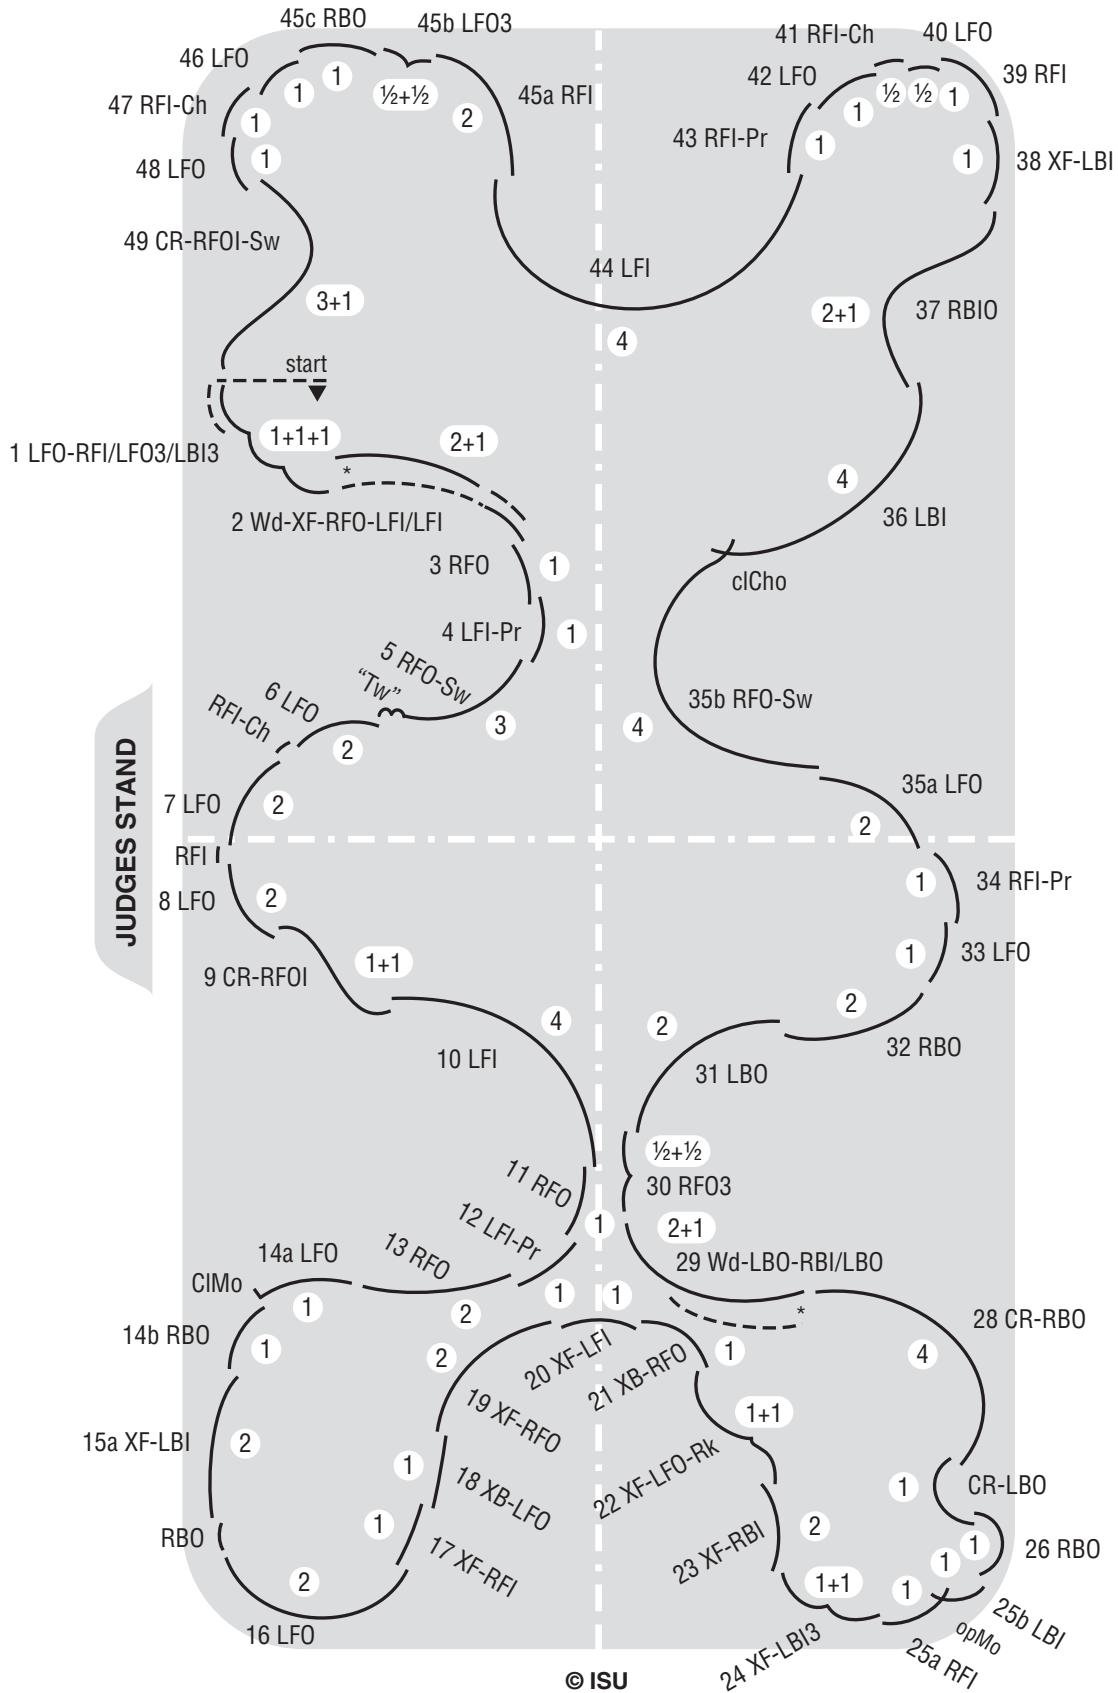 45c RBO
45b LFO3
46 LFO
47 RFI-Ch
48 LFO
45a RFI
1
1
½+½
2
1
1
49 CR-RFOI-Sw
3+1
41 RFI-Ch
40 LFO
42 LFO
39 RFI
43 RFI-Pr
38 XF-LBI
½
½
1
1
1
1
44 LFI
4
2+1
37 RBIO
start
1+1+1
2+1
1 LFO-RFI/LFO3/LBI3
*
2 Wd-XF-RFO-LFI/LFI
4
36 LBI
3 RFO
1
clCho
4 LFI-Pr
1
5 RFO-Sw
"Tw"
3
35b RFO-Sw
4
6 LFO
RFI-Ch
2
7 LFO
2
35a LFO
2
JUDGES STAND
RFI
8 LFO
2
34 RFI-Pr
1
9 CR-RFOI
1+1
33 LFO
1
10 LFI
4
2
2
32 RBO
31 LBO
½+½
30 RFO3
11 RFO
12 LFI-Pr
1
2+1
13 RFO
14a LFO
29 Wd-LBO-RBI/LBO
ClMo
1
2
1
1
*
14b RBO
1
2
28 CR-RBO
4
20 XF-LFI
21 XB-RFO
1
19 XF-RFO
1+1
15a XF-LBI
2
1
18 XB-LFO
22 XF-LFO-Rk
CR-LBO
1
RBO
1
17 XF-RFI
23 XF-RBI
2
26 RBO
1
1
2
1+1
1
16 LFO
25b LBI
opMo
24 XF-LBI3
25a RFI
© ISU